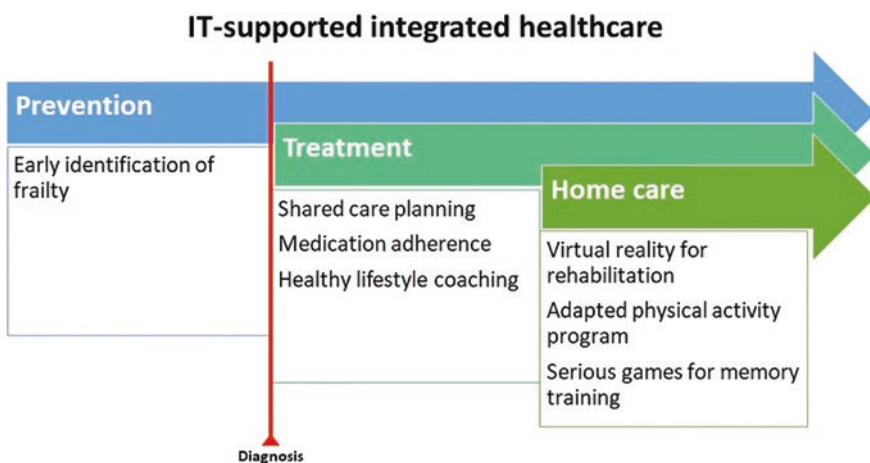 IT-supported integrated healthcare
Prevention
Early identification of
frailty
Treatment
Shared care planning
Medication adherence
Healthy lifestyle coaching
Home care
Virtual reality for
rehabilitation
Adapted physical activity
program
Serious games for memory
training
Diagnosis